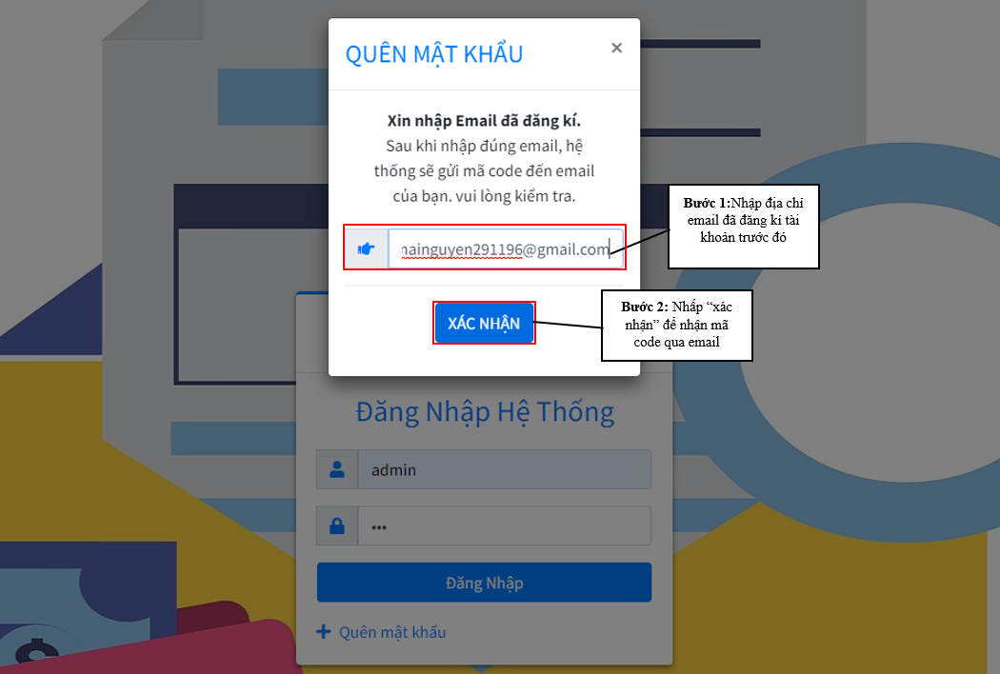 QUÊN MẬT KHẨU
×
Xin nhập Email đã đăng kí.
Sau khi nhập đúng email, hệ
thống sẽ gửi mã code đến email
của bạn. vui lòng kiểm tra.
nainguyen291196@gmail.com
XÁC NHẬN
Bước 1:Nhập địa chỉ
email đã đăng kí tài
khoản trước đó
Bước 2: Nhấp “xác
nhận” để nhận mã
code qua email
Đăng Nhập Hệ Thống
admin
•••
Đăng Nhập
Quên mật khẩu
$